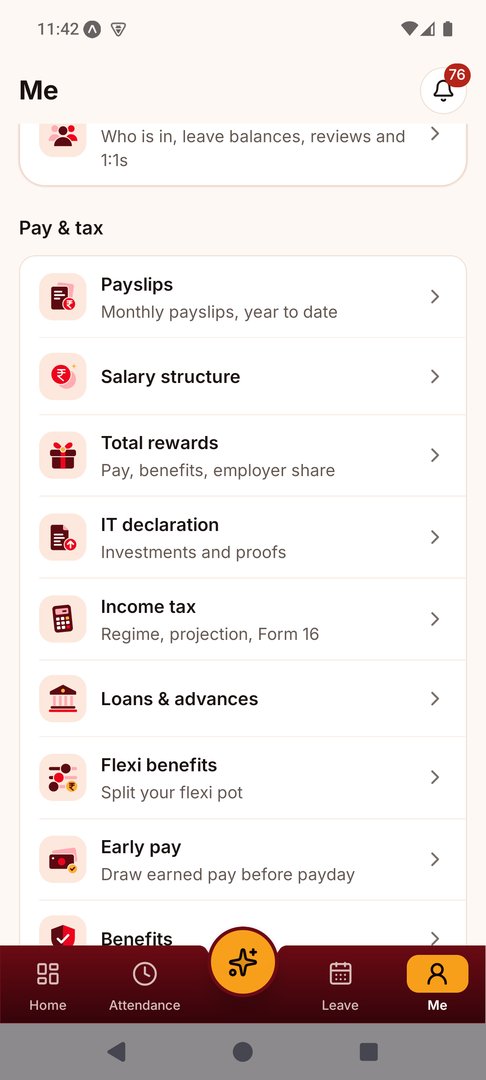 11:42
Me
76
Who is in, leave balances, reviews and
1:1s
Pay & tax
Payslips
Monthly payslips, year to date
Salary structure
Total rewards
Pay, benefits, employer share
IT declaration
Investments and proofs
Income tax
Regime, projection, Form 16
Loans & advances
Flexi benefits
Split your flexi pot
Early pay
Draw earned pay before payday
Benefits
Home
Attendance
Leave
Me